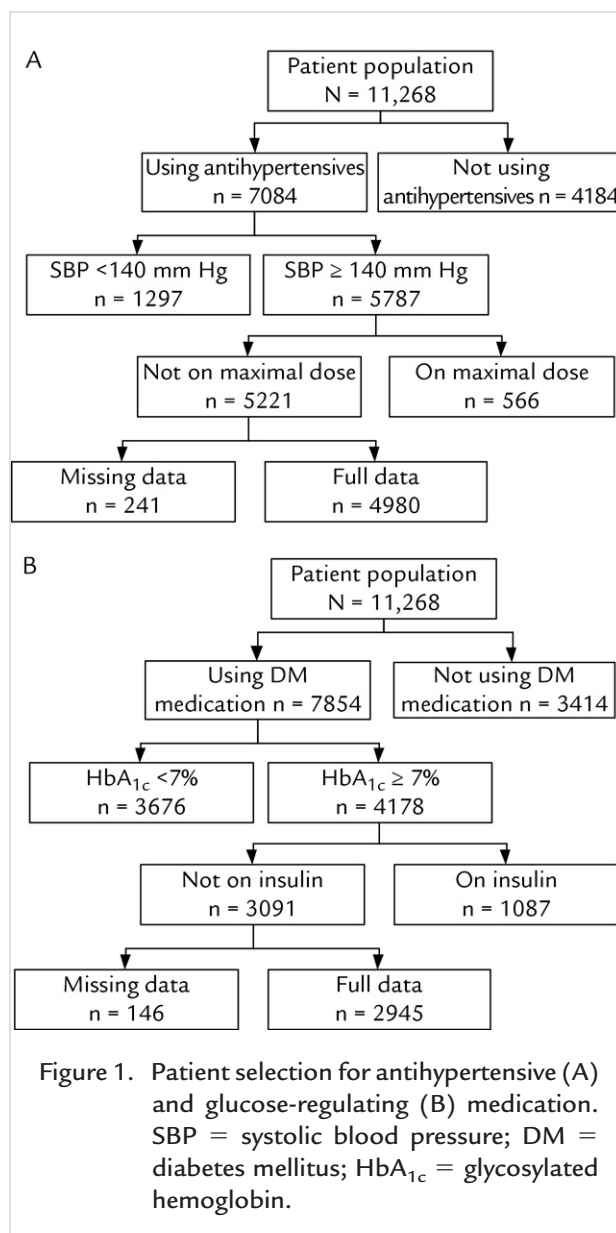 A
Patient population
N = 11,268
Using antihypertensives
n = 7084
Not using
antihypertensives n = 4184
SBP <140 mm Hg
n = 1297
SBP ≥ 140 mm Hg
n = 5787
Not on maximal dose
n = 5221
On maximal dose
n = 566
Missing data
n = 241
Full data
n = 4980
B
Patient population
N = 11,268
Using DM
medication n = 7854
Not using DM
medication n = 3414
HbA1c <7%
n = 3676
HbA1c ≥ 7%
n = 4178
Not on insulin
n = 3091
On insulin
n = 1087
Missing data
n = 146
Full data
n = 2945
Figure 1. Patient selection for antihypertensive (A)
and glucose-regulating (B) medication.
SBP = systolic blood pressure; DM =
diabetes mellitus; HbA1c = glycosylated
hemoglobin.